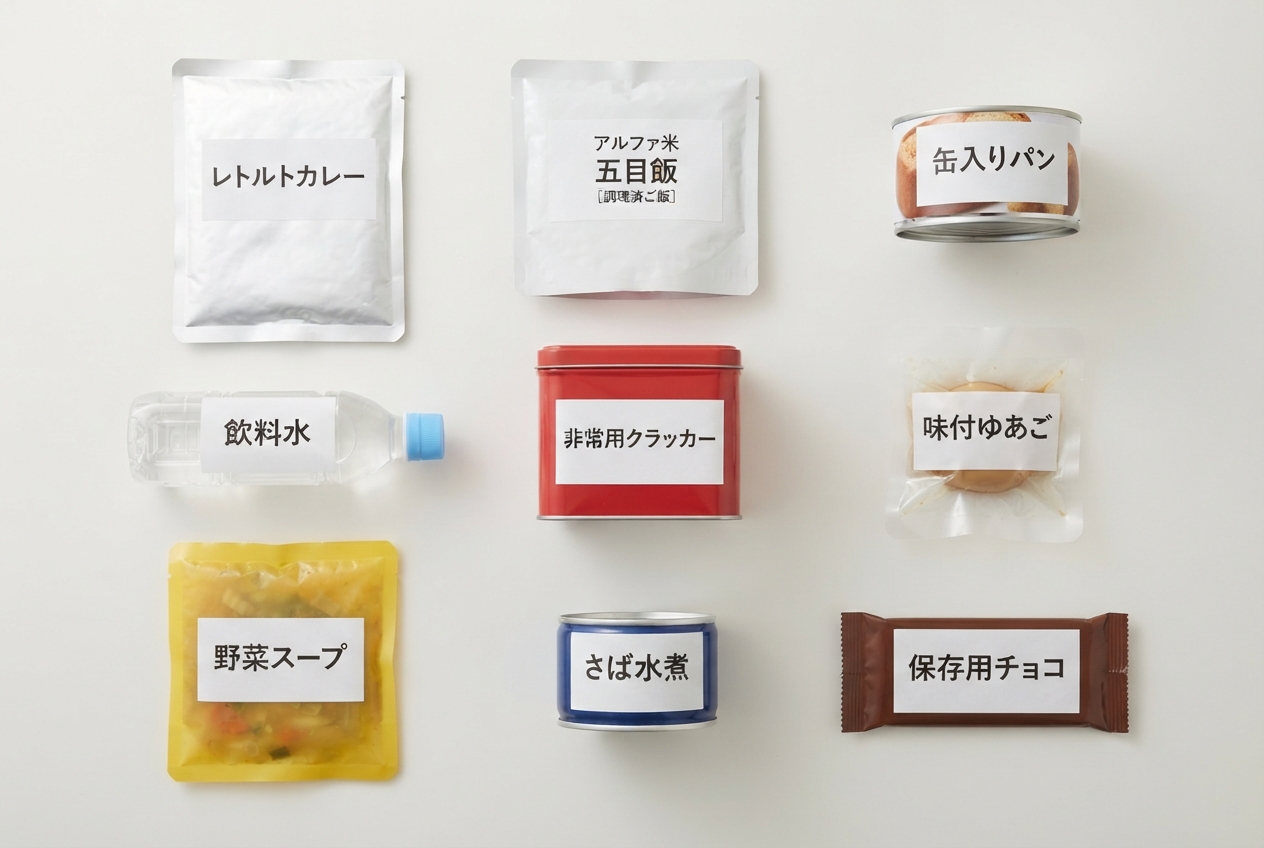 レトルトカレー
アルファ米
五目飯
[調理済ご飯]
缶入りパン
飲料水
非常用クラッカー
味付ゆあご
野菜スープ
さば水煮
保存用チョコ